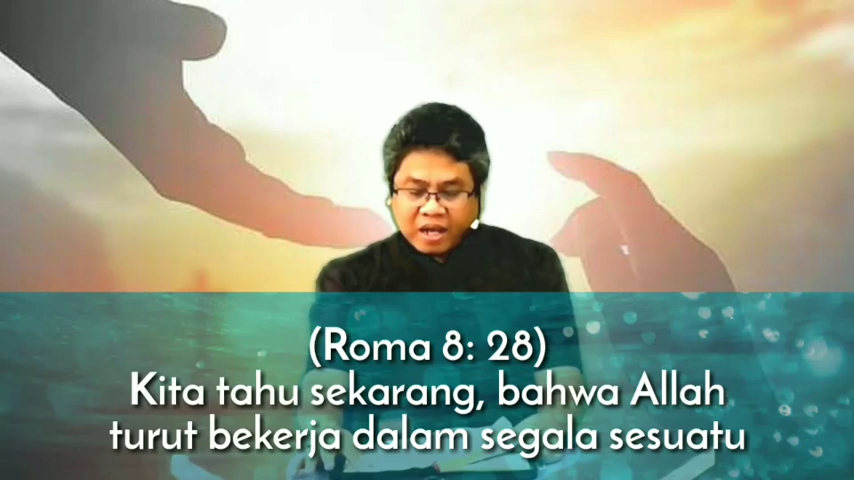 (Roma 8: 28)
Kita tahu sekarang, bahwa Allah
turut bekerja dalam segala sesuatu